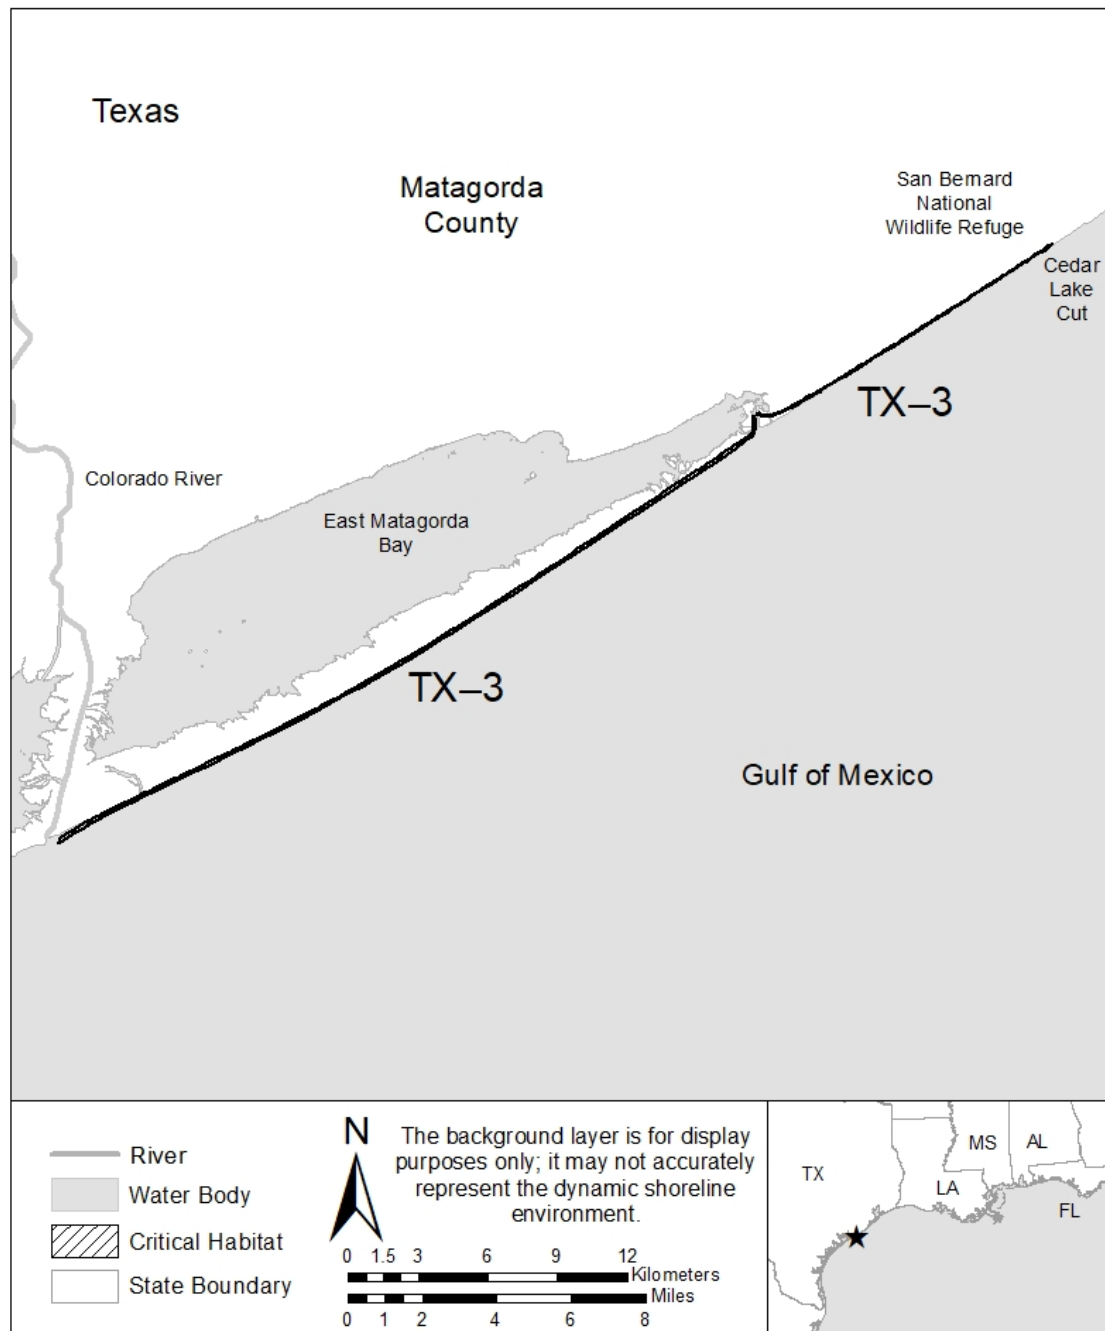 Texas
Matagorda
County
San Bernard
National
Wildlife Refuge
Cedar
Lake
Cut
TX–3
Colorado River
East Matagorda
Bay
TX–3
Gulf of Mexico
River
Water Body
Critical Habitat
State Boundary
N
The background layer is for display
purposes only; it may not accurately
represent the dynamic shoreline
environment.
0 1.5 3 6 9 12
Kilometers
Miles
0 1 2 4 6 8
TX
LA
MS
AL
FL